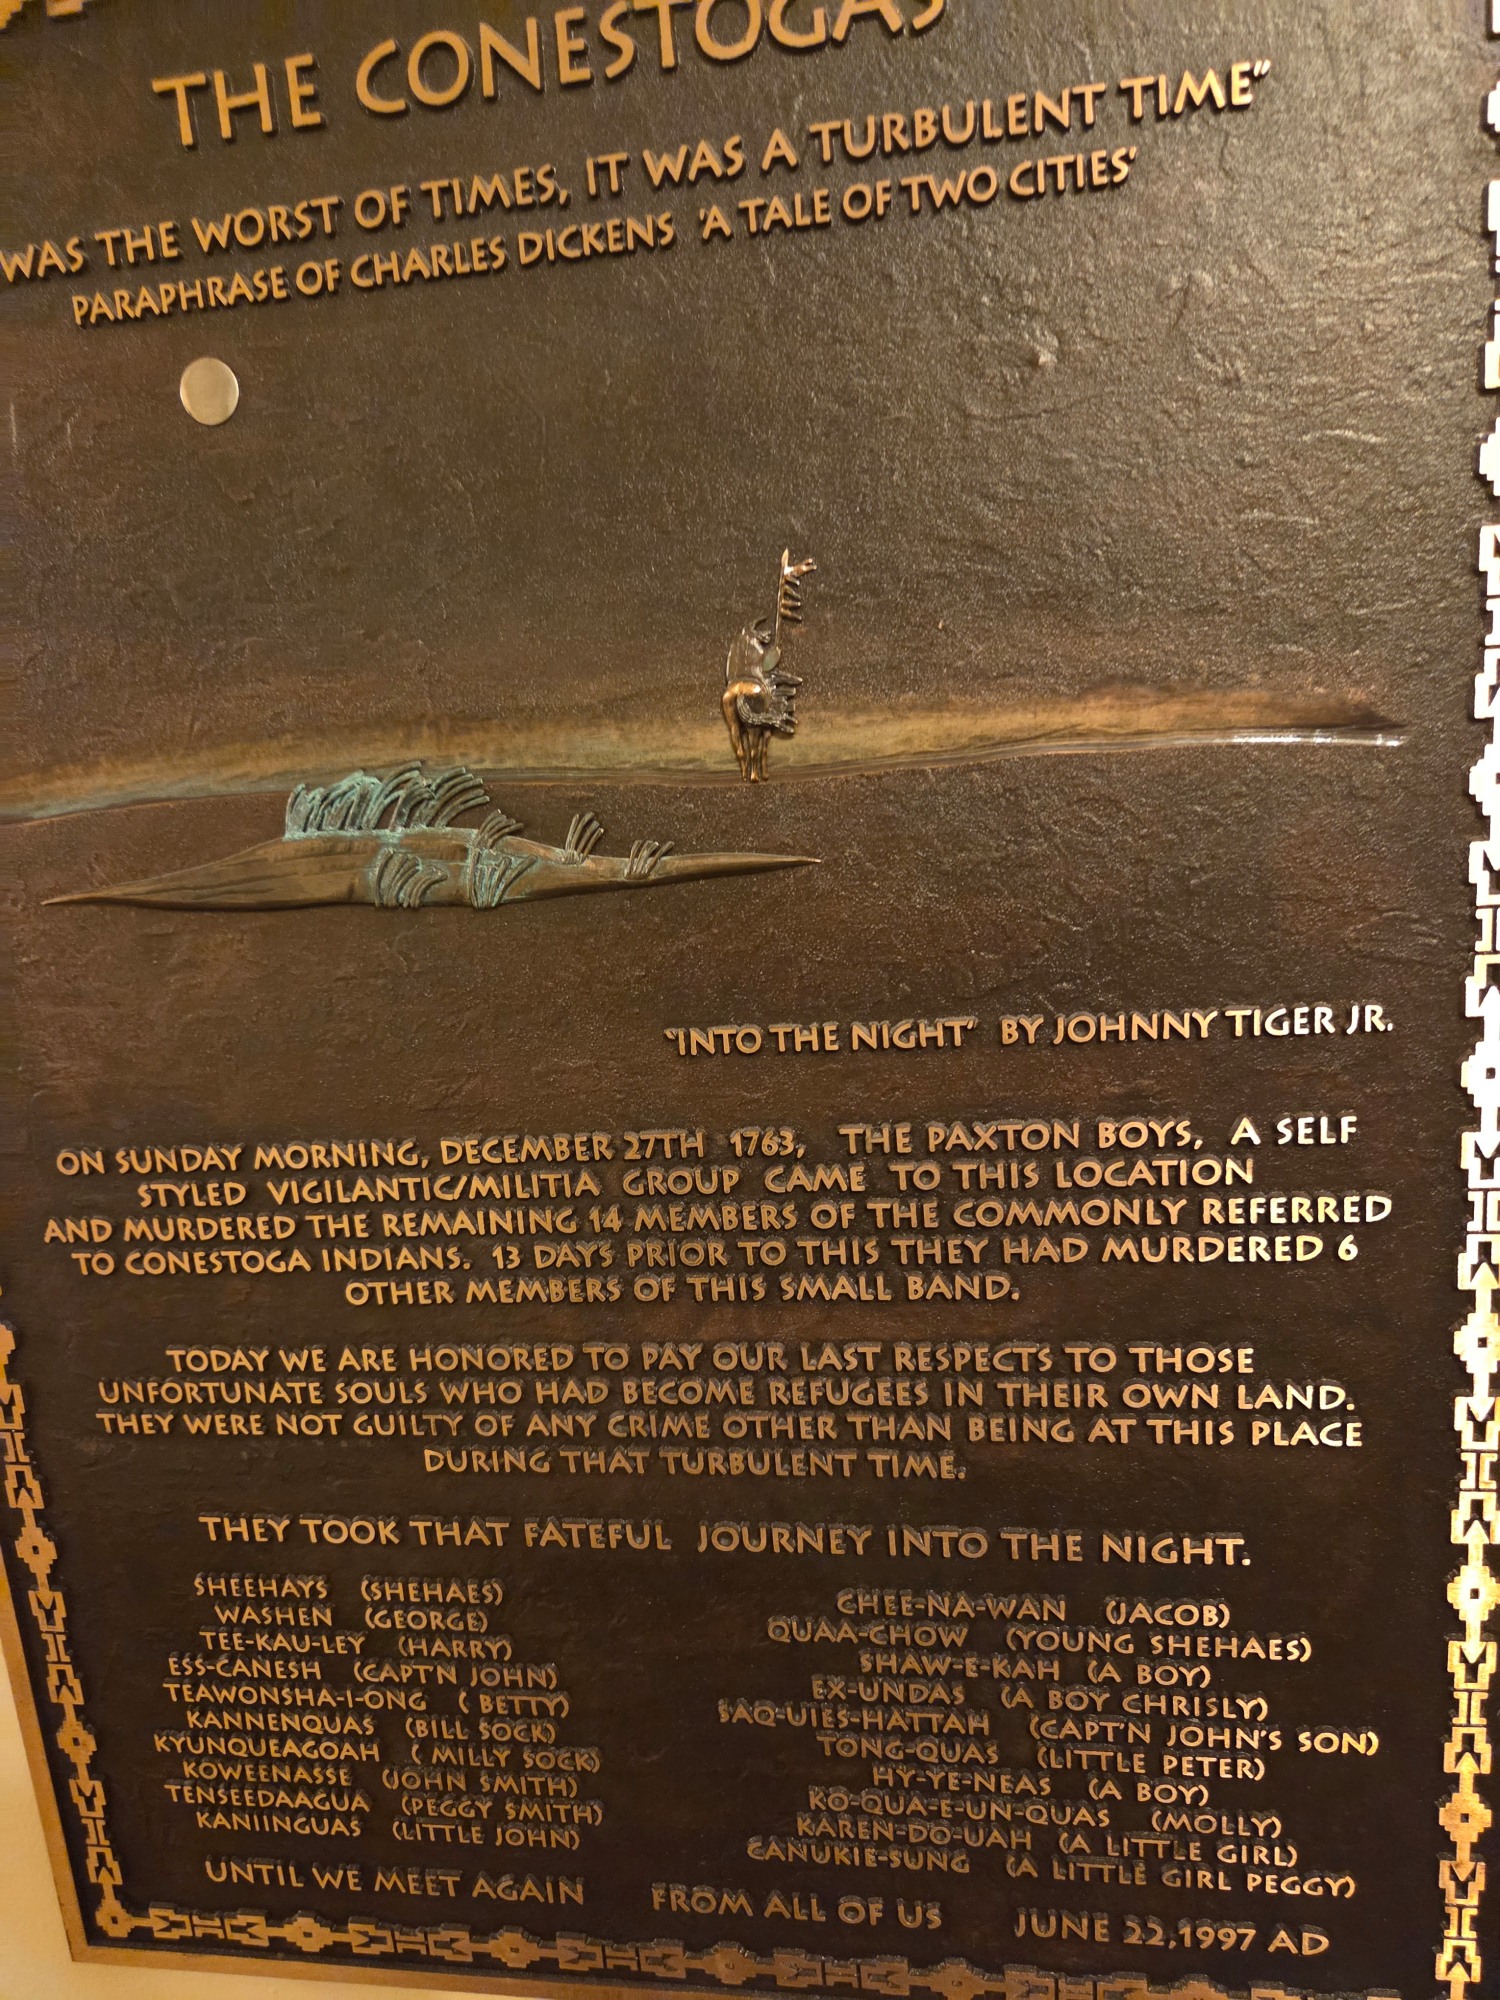 THE CONESTOGAS
WAS THE WORST OF TIMES, IT WAS A TURBULENT TIME"
PARAPHRASE OF CHARLES DICKENS 'A TALE OF TWO CITIES'
"INTO THE NIGHT" BY JOHNNY TIGER JR.
ON SUNDAY MORNING, DECEMBER 27TH 1763, THE PAXTON BOYS, A SELF
STYLED VIGILANTIC/MILITIA GROUP CAME TO THIS LOCATION
AND MURDERED THE REMAINING 14 MEMBERS OF THE COMMONLY REFERRED
TO CONESTOGA INDIANS. 13 DAYS PRIOR TO THIS THEY HAD MURDERED 6
OTHER MEMBERS OF THIS SMALL BAND.
TODAY WE ARE HONORED TO PAY OUR LAST RESPECTS TO THOSE
UNFORTUNATE SOULS WHO HAD BECOME REFUGEES IN THEIR OWN LAND.
THEY WERE NOT GUILTY OF ANY CRIME OTHER THAN BEING AT THIS PLACE
DURING THAT TURBULENT TIME.
THEY TOOK THAT FATEFUL JOURNEY INTO THE NIGHT.
SHEEHAYS (SHEHAES)
WASHEN (GEORGE)
TEE-KAU-LEY (HARRY)
ESS-CANESH (CAPT'N JOHN)
TEAWONSHA-I-ONG ( BETTY)
KANNENQUAS (BILL SOCK)
KYUNQUEAGOAH ( MILLY SOCK)
KOWEENASSE (JOHN SMITH)
TENSEEDAAGUA (PEGGY SMITH)
KANIINGUAS (LITTLE JOHN)
CHEE-NA-WAN (JACOB)
QUAA-CHOW (YOUNG SHEHAES)
SHAW-E-KAH (A BOY)
EX-UNDAS (A BOY CHRISLY)
SAQ-UIES-HATTAH (CAPT'N JOHN'S SON)
TONG-QUAS (LITTLE PETER)
HY-YE-NEAS (A BOY)
KO-QUA-E-UN-QUAS (MOLLY)
KAREN-DO-UAH (A LITTLE GIRL)
CANUKIE-SUNG (A LITTLE GIRL PEGGY)
UNTIL WE MEET AGAIN FROM ALL OF US JUNE 22,1997 AD